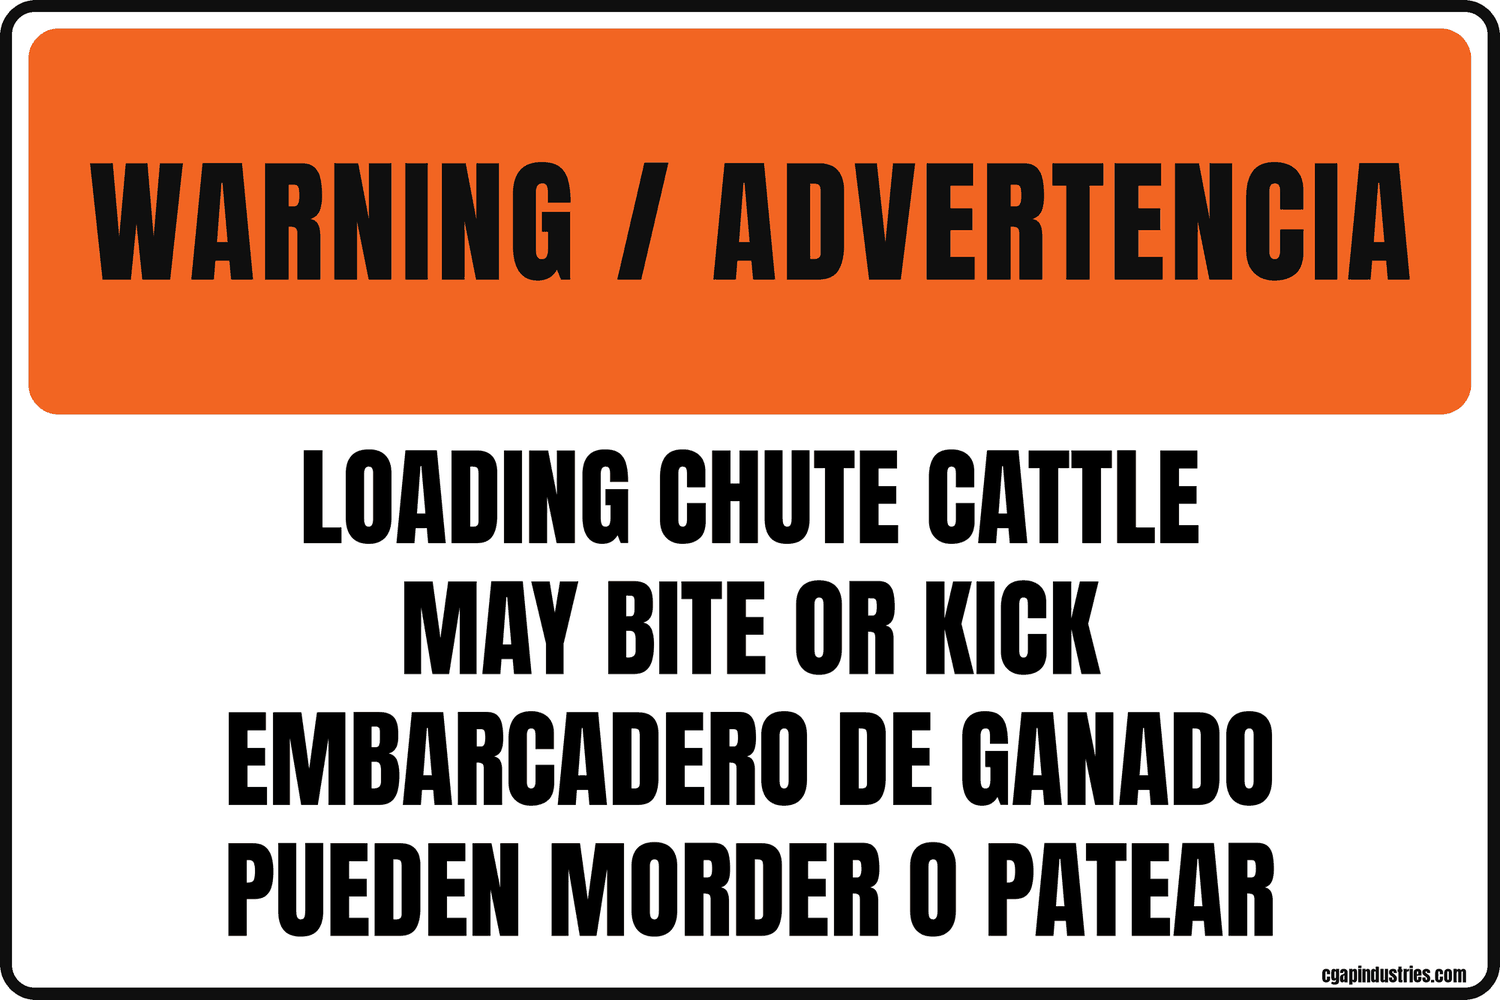 WARNING / ADVERTENCIA
LOADING CHUTE CATTLE
MAY BITE OR KICK
EMBARCADERO DE GANADO
PUEDEN MORDER O PATEAR
cgapindustries.com